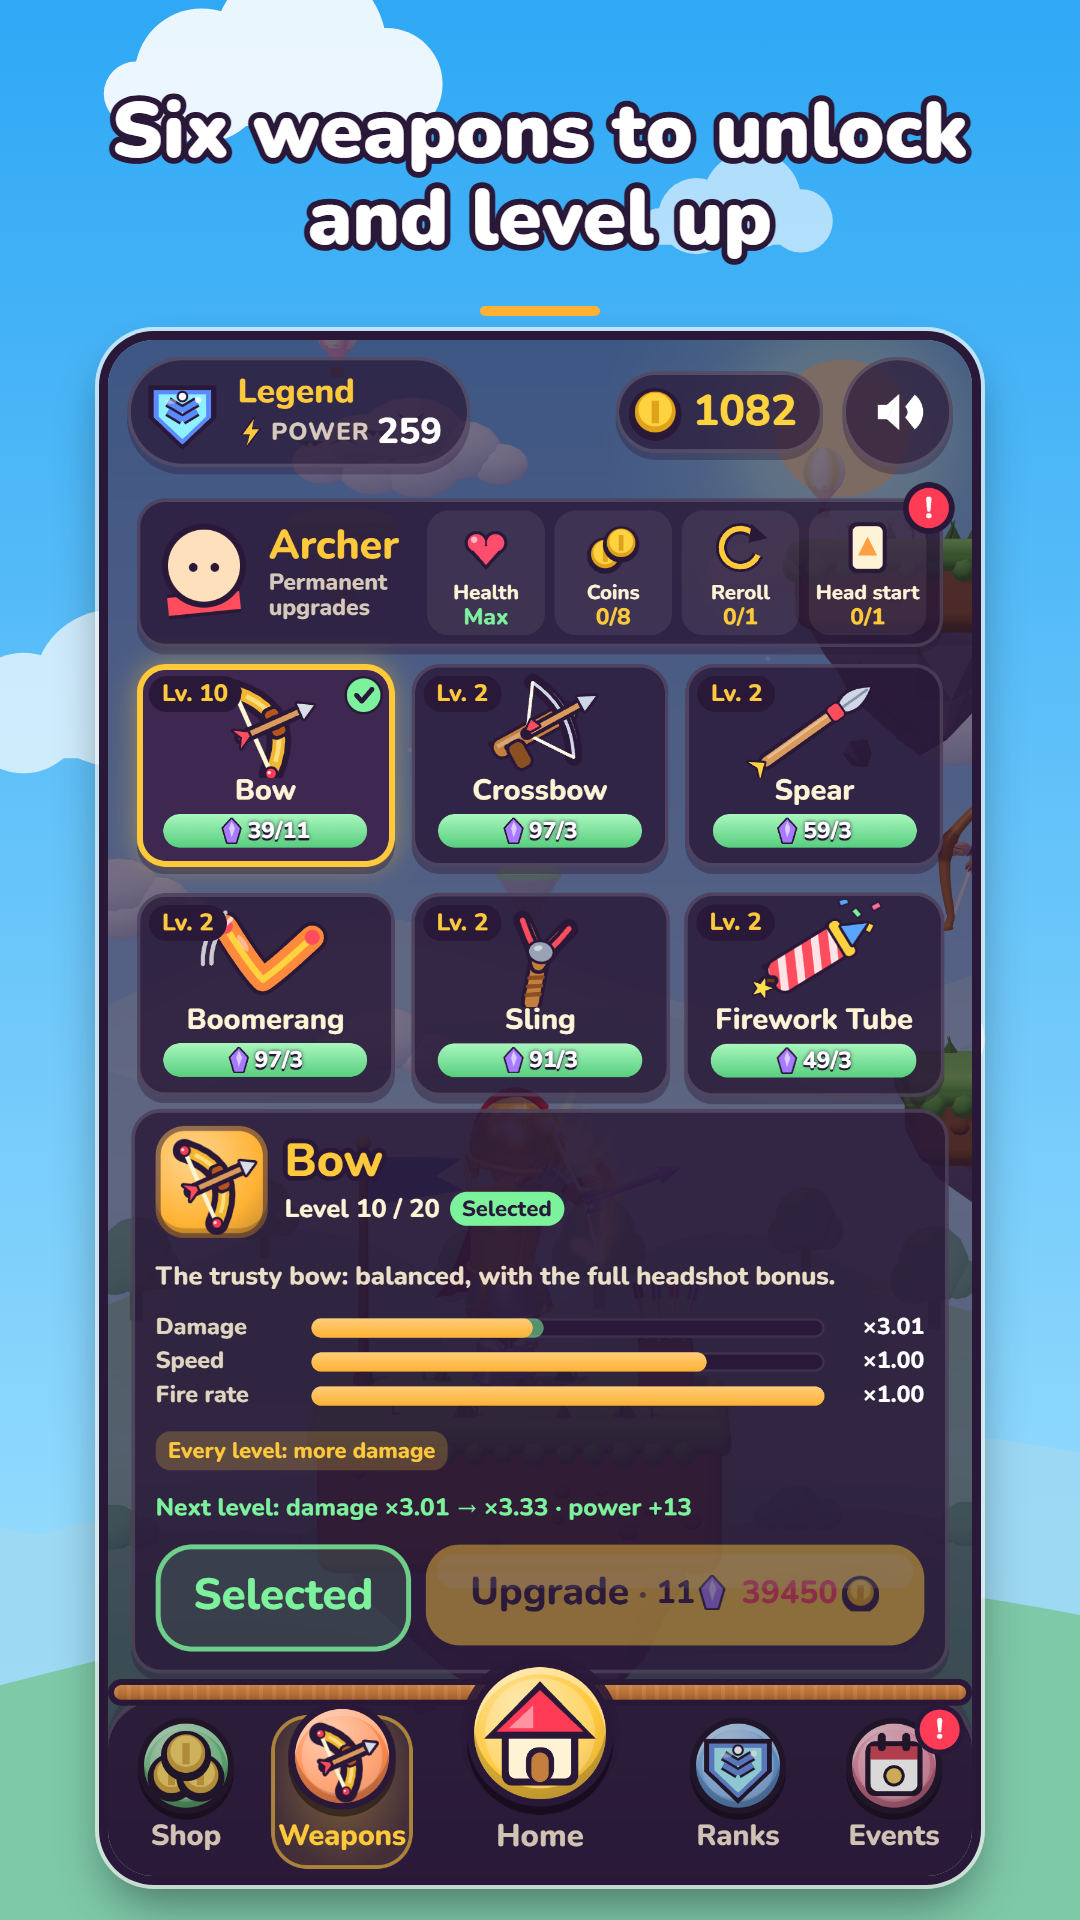 Six weapons to unlock
and level up
Legend
POWER 259
1082
!
Archer
Permanent
upgrades
Health
Max
Coins
0/8
Reroll
0/1
Head start
0/1
Lv. 10
Bow
39/11
Lv. 2
Crossbow
97/3
Lv. 2
Spear
59/3
Lv. 2
Boomerang
97/3
Lv. 2
Sling
91/3
Lv. 2
Firework Tube
49/3
Bow
Level 10 / 20 Selected
The trusty bow: balanced, with the full headshot bonus.
Damage ×3.01
Speed ×1.00
Fire rate ×1.00
Every level: more damage
Next level: damage ×3.01 → ×3.33 · power +13
Selected
Upgrade · 11 39450
!
Shop
Weapons
Home
Ranks
Events